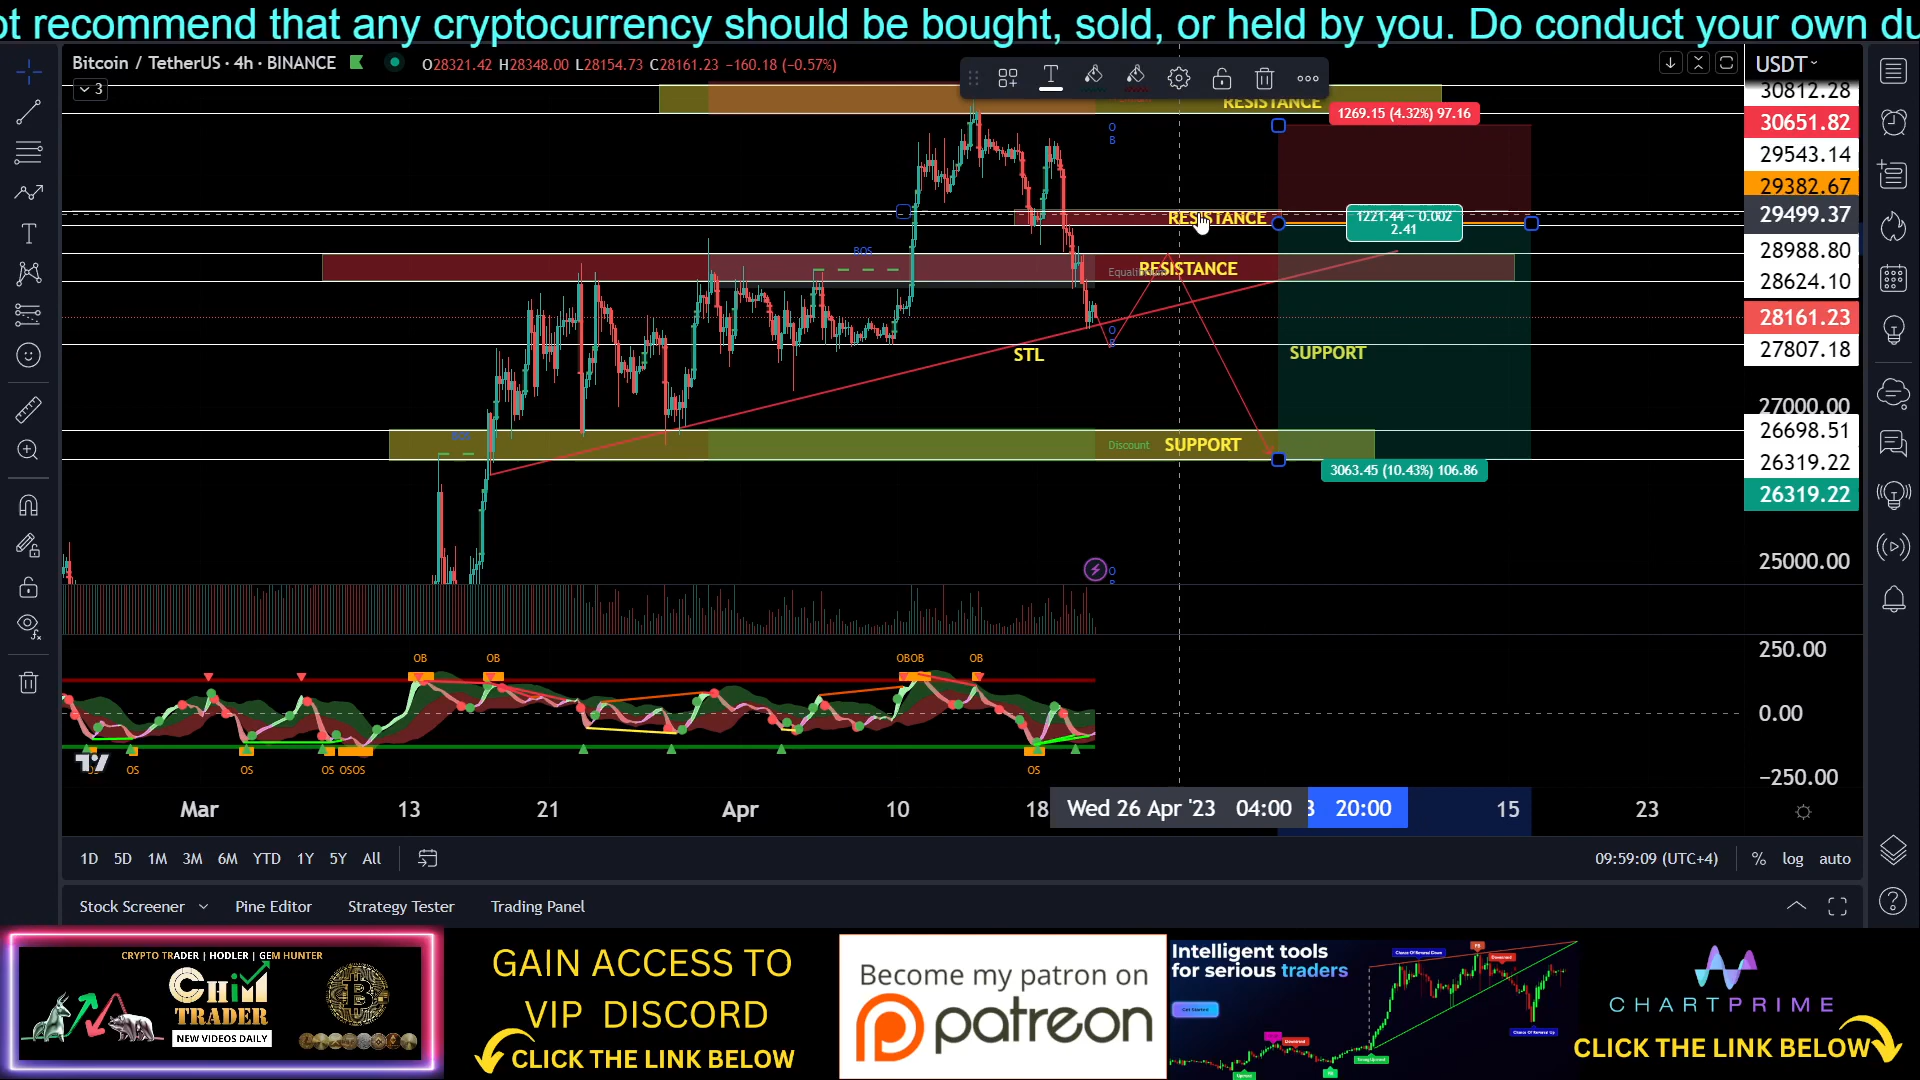 ot recommend that any cryptocurrency should be bought, sold, or held by you. Do conduct your own du
Bitcoin / TetherUS · 4h · BINANCE
O28321.42 H28348.00 L28154.73 C28161.23 −160.18 (−0.57%)
USDT
3
30812.28
RESISTANCE
1269.15 (4.32%) 97.16
30651.82
O
B
29543.14
29382.67
RESISTANCE
1221.44 ~ 0.002
2.41
29499.37
BOS
28988.80
RESISTANCE
28624.10
28161.23
O
B
STL
SUPPORT
27807.18
27000.00
BOS
Discount
SUPPORT
26698.51
26319.22
3063.45 (10.43%) 106.86
26319.22
25000.00
O
250.00
OB
OB
OBOB
OB
0.00
OS
OS
OS
OSOS
OS
−250.00
Mar
13
21
Apr
10
18
Wed 26 Apr '23 04:00
20:00
15
23
1D 5D 1M 3M 6M YTD 1Y 5Y All
09:59:09 (UTC+4)
% log auto
Stock Screener
Pine Editor
Strategy Tester
Trading Panel
CRYPTO TRADER | HODLER | GEM HUNTER
CHiM
TRADER
NEW VIDEOS DAILY
GAIN ACCESS TO
VIP DISCORD
CLICK THE LINK BELOW
Become my patron on
patreon
Intelligent tools
for serious traders
Get Started
CHARTPRIME
CLICK THE LINK BELOW